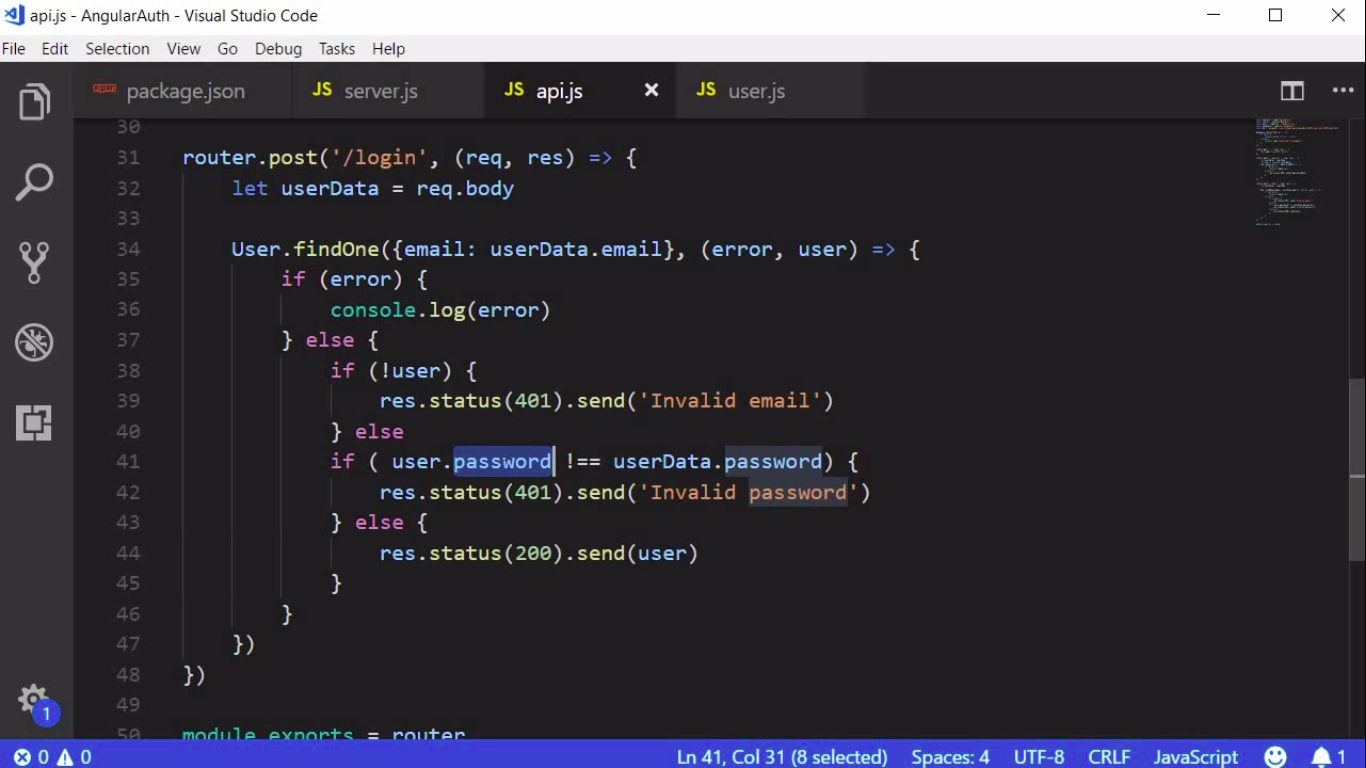 api.js - AngularAuth - Visual Studio Code
File Edit Selection View Go Debug Tasks Help
npm package.json JS server.js JS api.js JS user.js
30
31 router.post('/login', (req, res) => {
32 let userData = req.body
33
34 User.findOne({email: userData.email}, (error, user) => {
35 if (error) {
36 console.log(error)
37 } else {
38 if (!user) {
39 res.status(401).send('Invalid email')
40 } else
41 if ( user.password !== userData.password) {
42 res.status(401).send('Invalid password')
43 } else {
44 res.status(200).send(user)
45 }
46 }
47 })
48 })
49
50 module.exports = router
1
0 0 Ln 41, Col 31 (8 selected) Spaces: 4 UTF-8 CRLF JavaScript 1